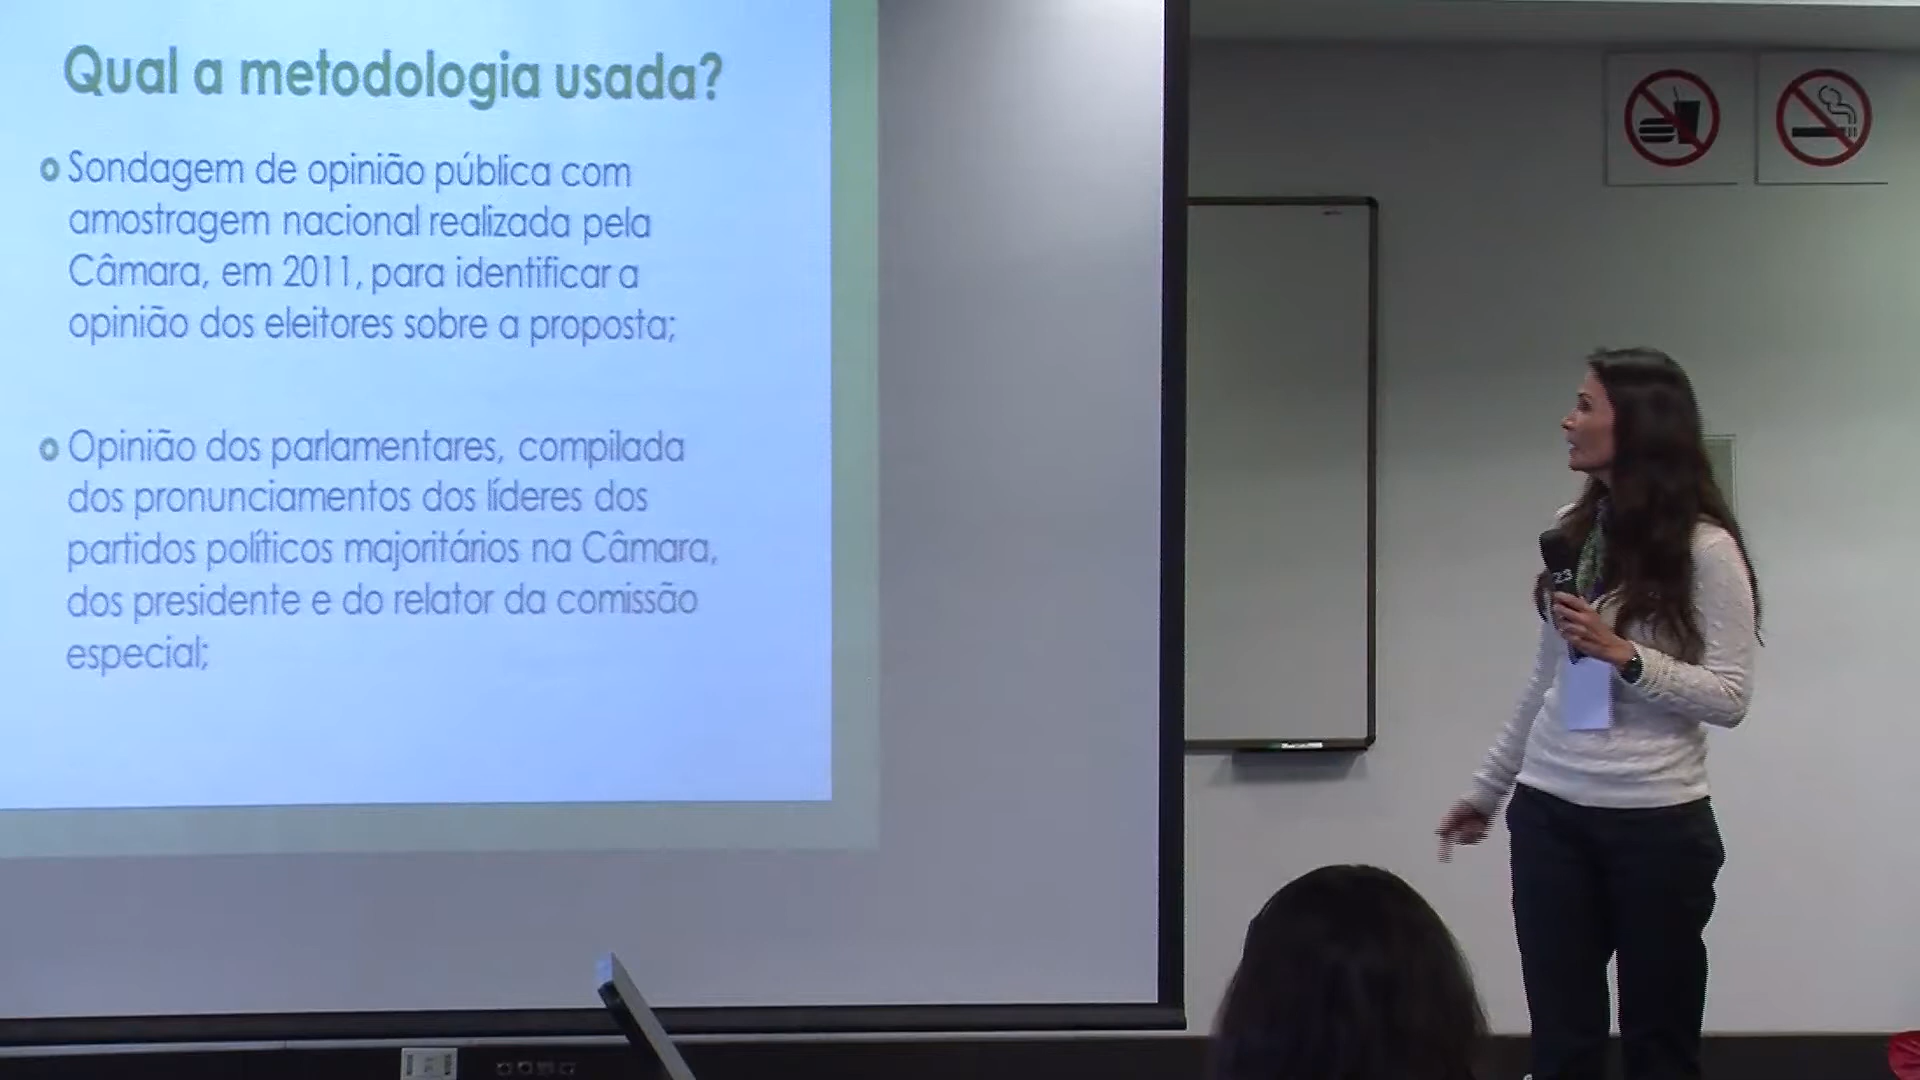 Qual a metodologia usada?
Sondagem de opinião pública com
amostragem nacional realizada pela
Câmara, em 2011, para identificar a
opinião dos eleitores sobre a proposta;
Opinião dos parlamentares, compilada
dos pronunciamentos dos líderes dos
partidos políticos majoritários na Câmara,
dos presidente e do relator da comissão
especial;
23